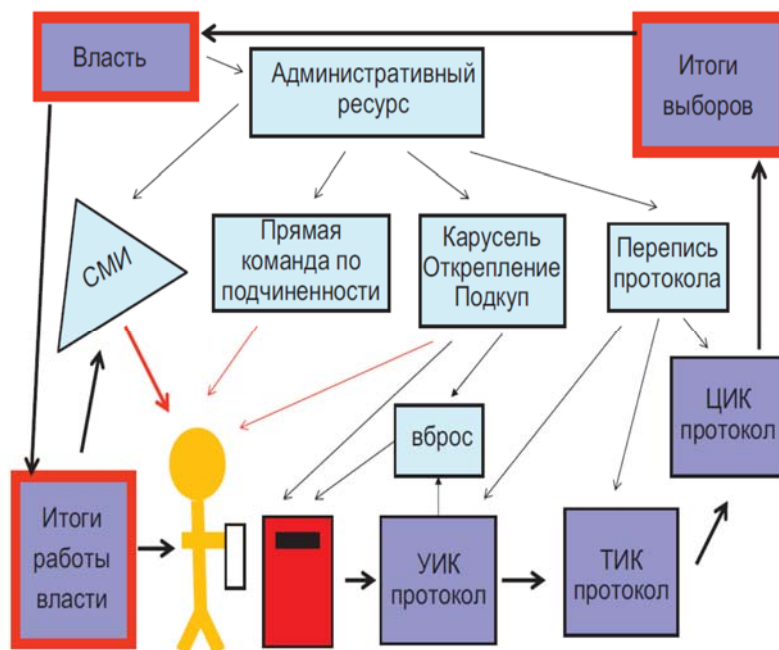 Власть
Административный
ресурс
Итоги
выборов
СМИ
Прямая
команда по
подчиненности
Карусель
Открепление
Подкуп
Перепись
протокола
ЦИК
протокол
вброс
Итоги
работы
власти
УИК
протокол
ТИК
протокол